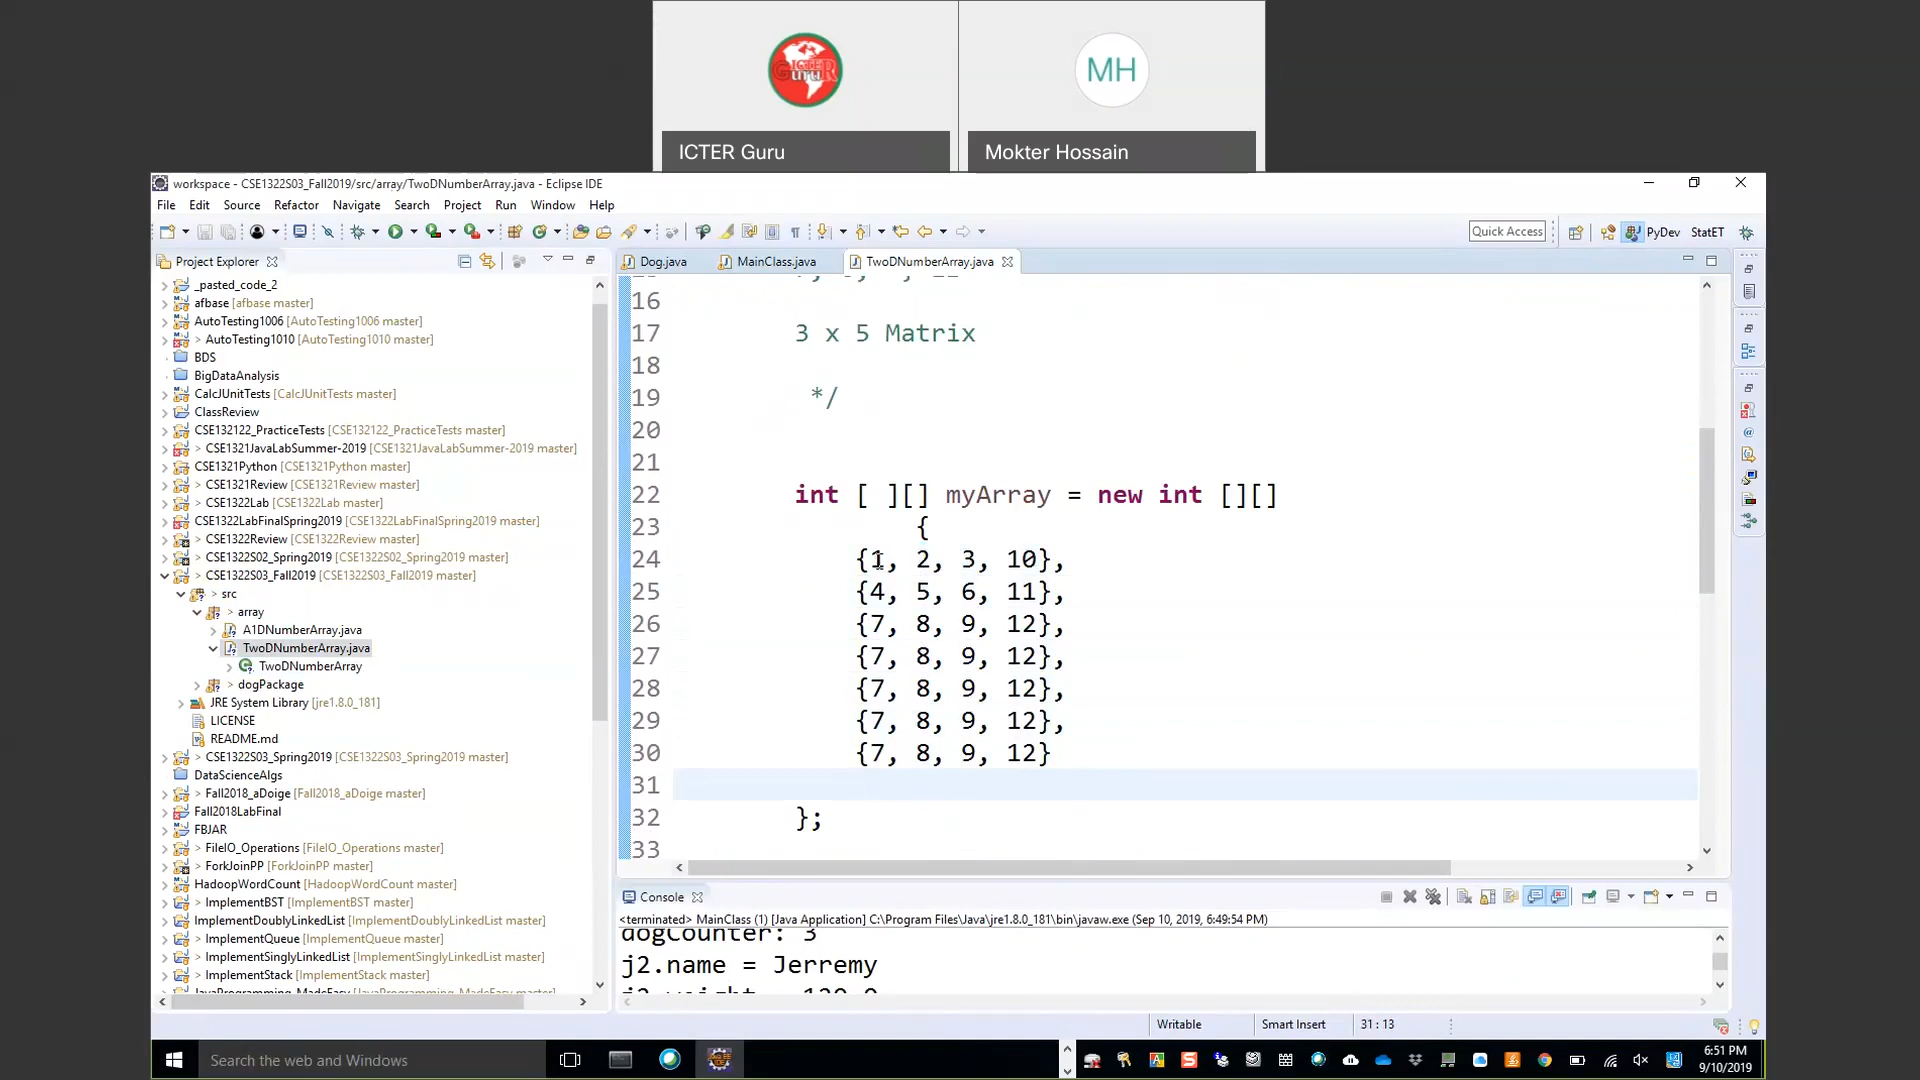 MH
ICTER Guru
Mokter Hossain
workspace - CSE1322S03_Fall2019/src/array/TwoDNumberArray.java - Eclipse IDE
File Edit Source Refactor Navigate Search Project Run Window Help
Quick Access
PyDev
StatET
Project Explorer
Dog.java
MainClass.java
TwoDNumberArray.java
_pasted_code_2
afbase [afbase master]
AutoTesting1006 [AutoTesting1006 master]
> AutoTesting1010 [AutoTesting1010 master]
BDS
BigDataAnalysis
CalcJUnitTests [CalcJUnitTests master]
ClassReview
CSE132122_PracticeTests [CSE132122_PracticeTests master]
> CSE1321JavaLabSummer-2019 [CSE1321JavaLabSummer-2019 master]
CSE1321Python [CSE1321Python master]
> CSE1321Review [CSE1321Review master]
> CSE1322Lab [CSE1322Lab master]
CSE1322LabFinalSpring2019 [CSE1322LabFinalSpring2019 master]
> CSE1322Review [CSE1322Review master]
> CSE1322S02_Spring2019 [CSE1322S02_Spring2019 master]
> CSE1322S03_Fall2019 [CSE1322S03_Fall2019 master]
> src
> array
A1DNumberArray.java
TwoDNumberArray.java
TwoDNumberArray
> dogPackage
JRE System Library [jre1.8.0_181]
LICENSE
README.md
> CSE1322S03_Spring2019 [CSE1322S03_Spring2019 master]
DataScienceAlgs
> Fall2018_aDoige [Fall2018_aDoige master]
Fall2018LabFinal
FBJAR
> FileIO_Operations [FileIO_Operations master]
> ForkJoinPP [ForkJoinPP master]
HadoopWordCount [HadoopWordCount master]
> ImplementBST [ImplementBST master]
ImplementDoublyLinkedList [ImplementDoublyLinkedList master]
> ImplementQueue [ImplementQueue master]
> ImplementSinglyLinkedList [ImplementSinglyLinkedList master]
> ImplementStack [ImplementStack master]
16
17 3 x 5 Matrix
18
19 */
20
21
22 int [ ][] myArray = new int [][]
23 {
24 {1, 2, 3, 10},
25 {4, 5, 6, 11},
26 {7, 8, 9, 12},
27 {7, 8, 9, 12},
28 {7, 8, 9, 12},
29 {7, 8, 9, 12},
30 {7, 8, 9, 12}
31
32 };
33
Console
<terminated> MainClass (1) [Java Application] C:\Program Files\Java\jre1.8.0_181\bin\javaw.exe (Sep 10, 2019, 6:49:54 PM)
dogCounter: 3
j2.name = Jerremy
Writable
Smart Insert
31 : 13
Search the web and Windows
6:51 PM
9/10/2019